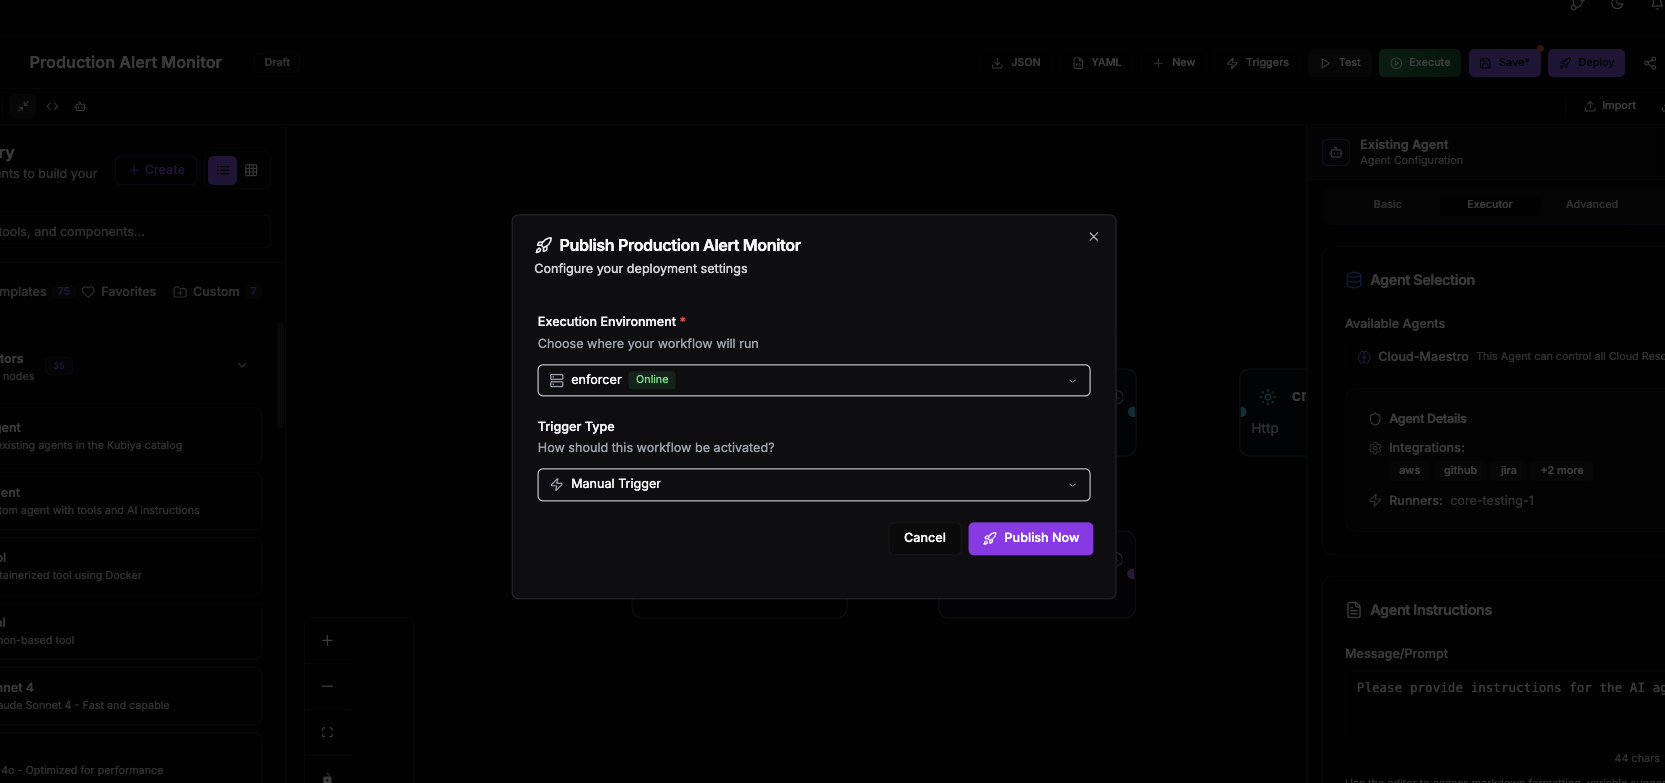 Production Alert Monitor
Draft
JSON
YAML
New
Triggers
Test
Execute
Save*
Deploy
Import
ry
ents to build your
Create
tools, and components...
mplates 75
Favorites
Custom 7
tors
nodes
35
gent
existing agents in the Kubiya catalog
ent
tom agent with tools and AI instructions
ol
tainerized tool using Docker
ol
hon-based tool
nnet 4
aude Sonnet 4 - Fast and capable
4o - Optimized for performance
Publish Production Alert Monitor
Configure your deployment settings
Execution Environment *
Choose where your workflow will run
enforcer Online
Trigger Type
How should this workflow be activated?
Manual Trigger
Cancel
Publish Now
Http
Existing Agent
Agent Configuration
Basic
Executor
Advanced
Agent Selection
Available Agents
Cloud-Maestro This Agent can control all Cloud Reso
Agent Details
Integrations:
aws github jira +2 more
Runners: core-testing-1
Agent Instructions
Message/Prompt
Please provide instructions for the AI ag
44 chars